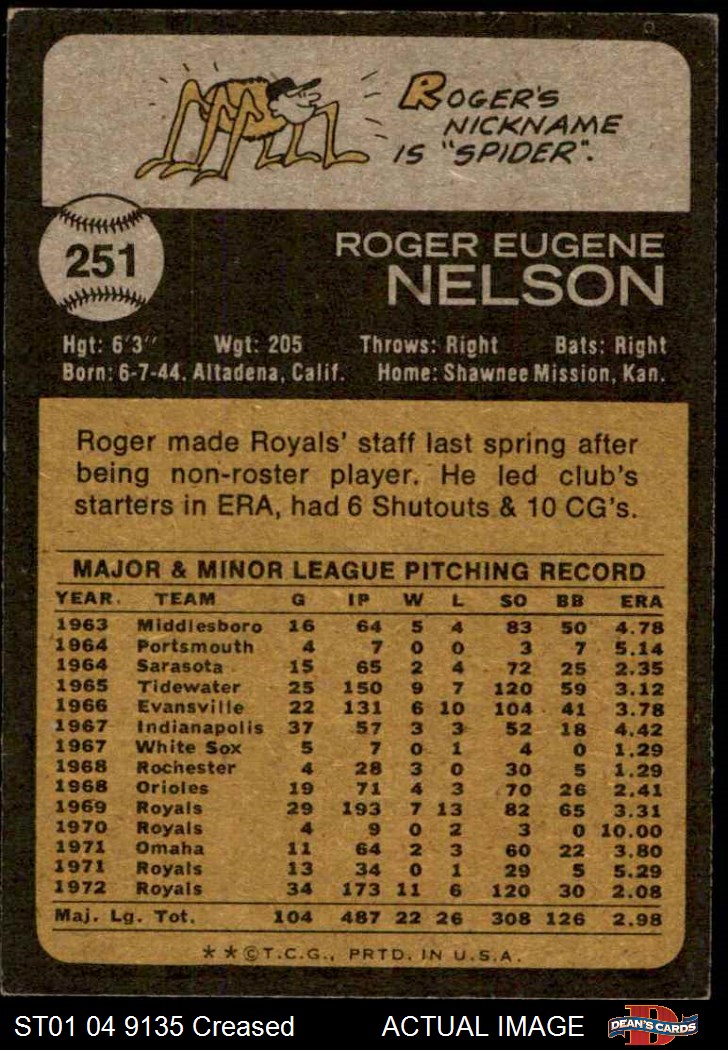 ROGER'S
NICKNAME
IS "SPIDER".
251
ROGER EUGENE
NELSON
Hgt: 6'3" Wgt: 205 Throws: Right Bats: Right
Born: 6-7-44. Altadena, Calif. Home: Shawnee Mission, Kan.
Roger made Royals' staff last spring after
being non-roster player. He led club's
starters in ERA, had 6 Shutouts & 10 CG's.
MAJOR & MINOR LEAGUE PITCHING RECORD
YEAR. TEAM G IP W L SO BB ERA
1963 Middlesboro 16 64 5 4 83 50 4.78
1964 Portsmouth 4 7 0 0 3 7 5.14
1964 Sarasota 15 65 2 4 72 25 2.35
1965 Tidewater 25 150 9 7 120 59 3.12
1966 Evansville 22 131 6 10 104 41 3.78
1967 Indianapolis 37 57 3 3 52 18 4.42
1967 White Sox 5 7 0 1 4 0 1.29
1968 Rochester 4 28 3 0 30 5 1.29
1968 Orioles 19 71 4 3 70 26 2.41
1969 Royals 29 193 7 13 82 65 3.31
1970 Royals 4 9 0 2 3 0 10.00
1971 Omaha 11 64 2 3 60 22 3.80
1971 Royals 13 34 0 1 29 5 5.29
1972 Royals 34 173 11 6 120 30 2.08
Maj. Lg. Tot. 104 487 22 26 308 126 2.98
**©T.C.G., PRTD. IN U.S.A.
ST01 04 9135 Creased ACTUAL IMAGE D DEAN'S CARDS